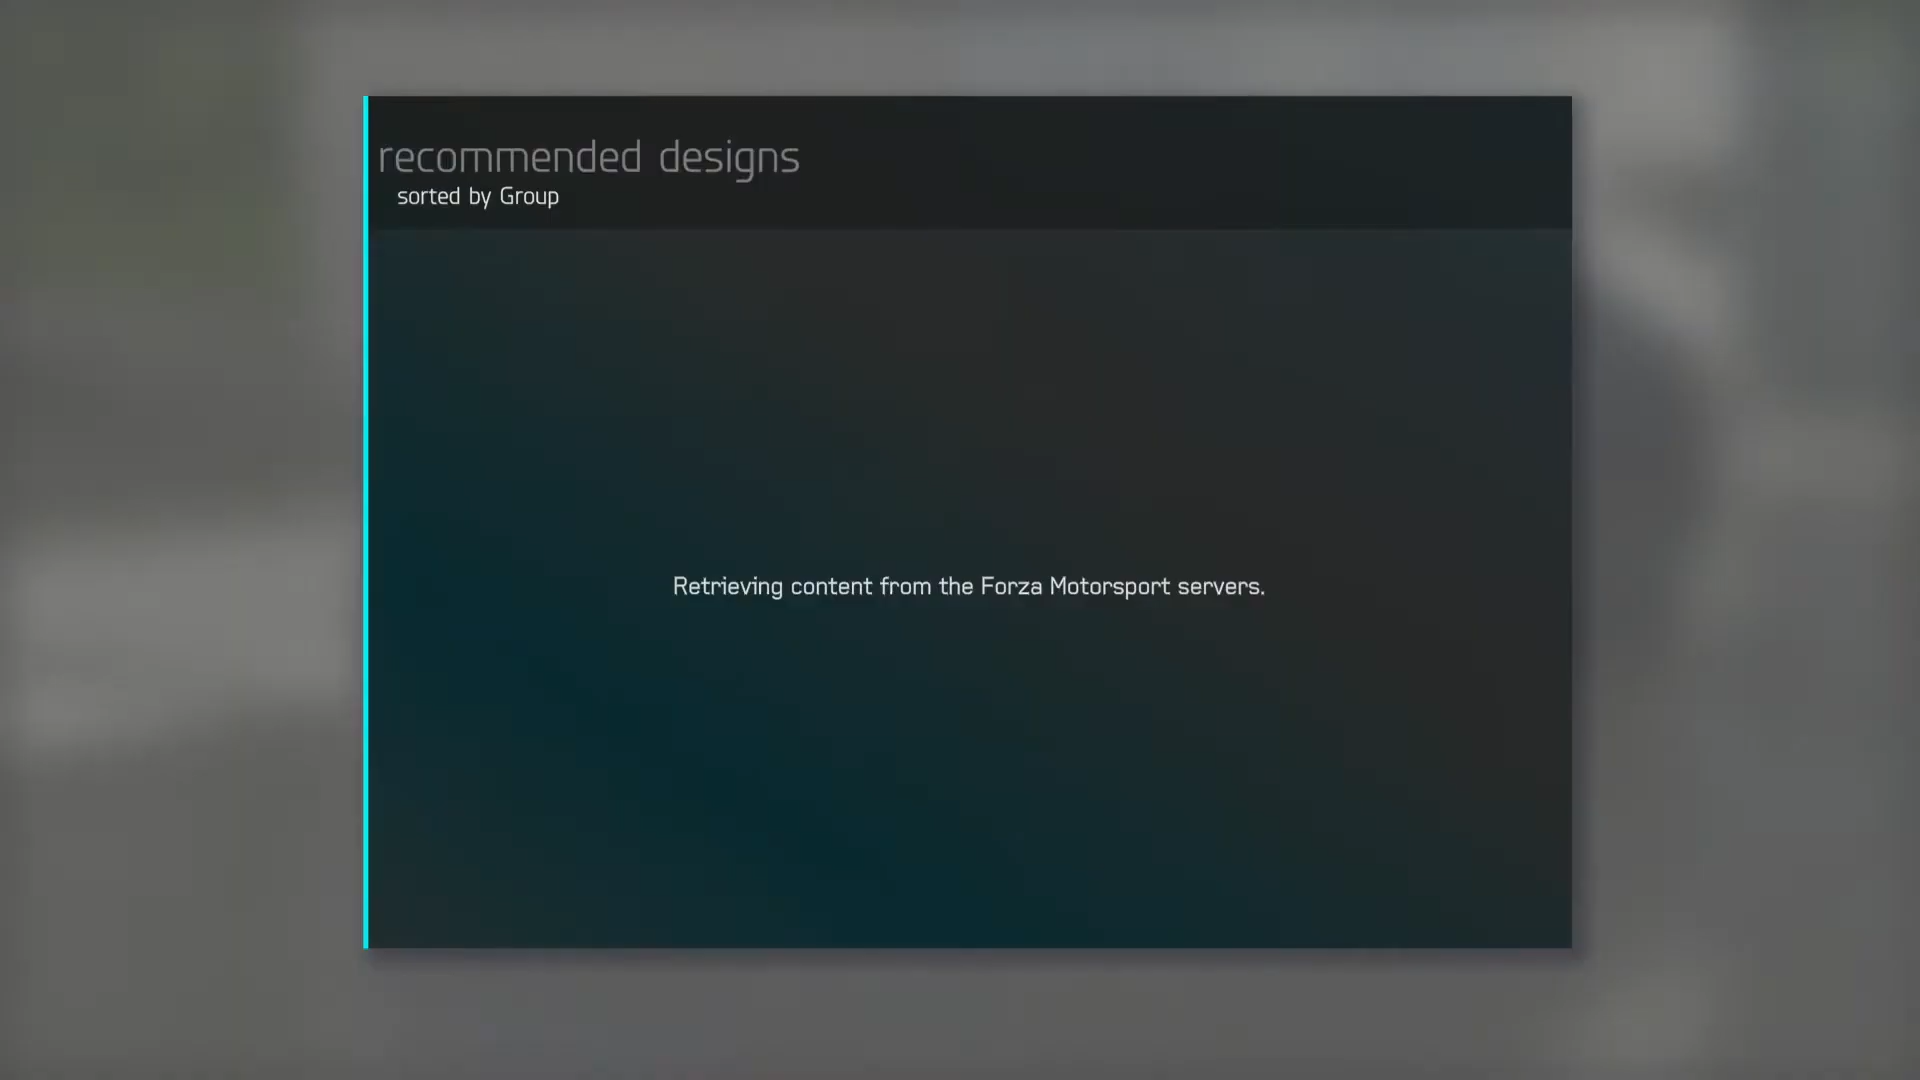 recommended designs
sorted by Group
Retrieving content from the Forza Motorsport servers.